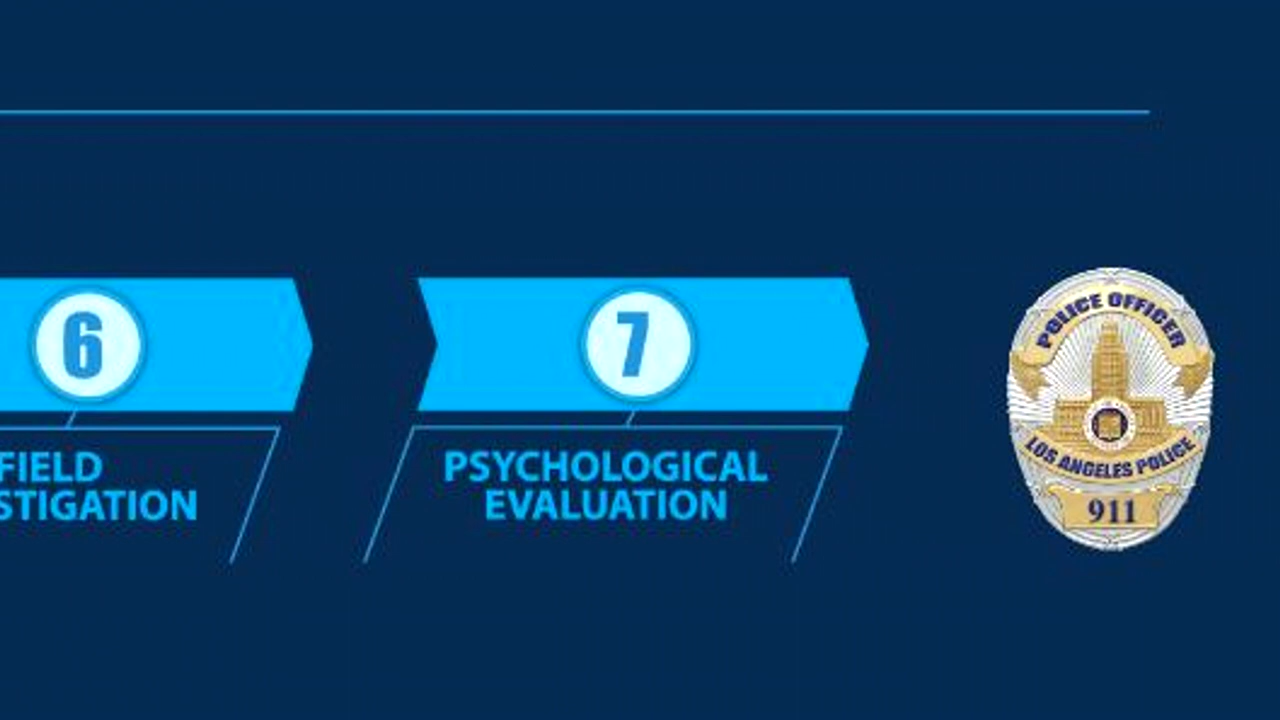 6
7
FIELD
STIGATION
PSYCHOLOGICAL
EVALUATION
POLICE OFFICER
LOS ANGELES POLICE
911